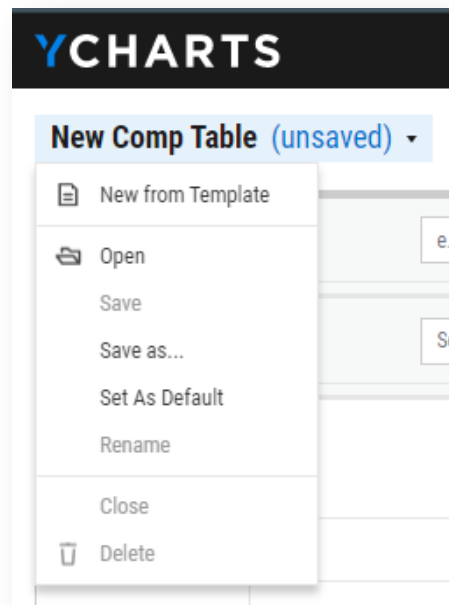 YCHARTS
New Comp Table (unsaved)
New from Template
e.
Open
Save
S
Save as...
Set As Default
Rename
Close
Delete